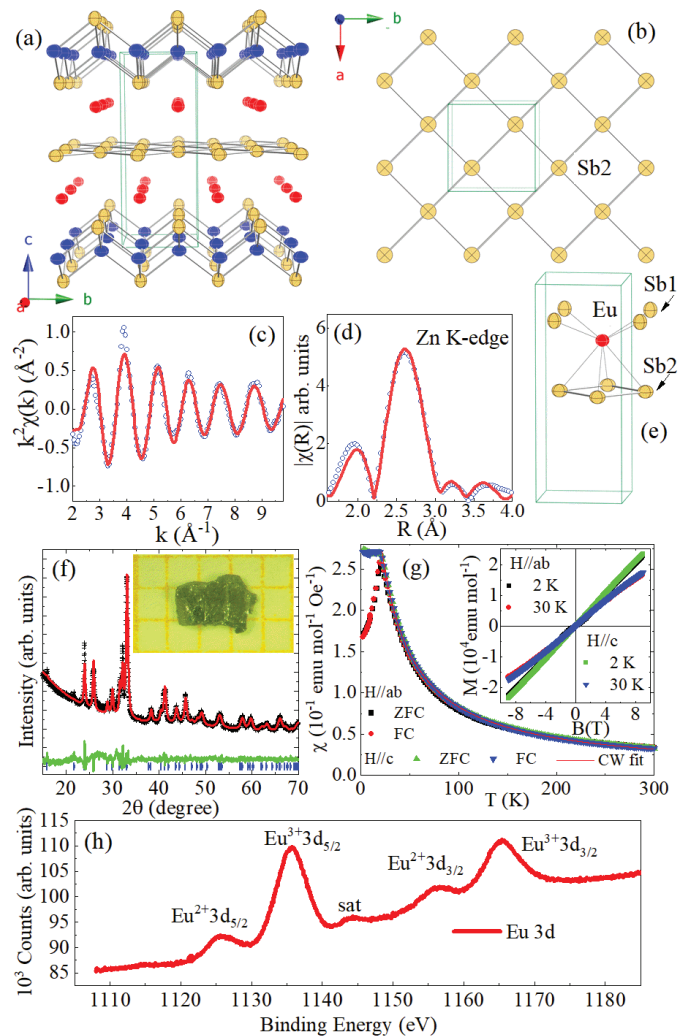 (a)
b
a
(b)
Sb2
c
a
b
Sb1
Eu
Sb2
(e)
(c)
k²χ(k) (Å⁻²)
1.0
0.5
0.0
-0.5
-1.0
2 3 4 5 6 7 8 9
k (Å⁻¹)
(d) Zn K-edge
|χ(R)| arb. units
6
4
2
0
2.0 2.5 3.0 3.5 4.0
R (Å)
(f)
Intensity (arb. units)
20 30 40 50 60 70
2θ (degree)
(g)
χ (10⁻¹ emu mol⁻¹ Oe⁻¹)
2.5
2.0
1.5
1.0
0.5
0.0
0 100 200 300
T (K)
H//ab
ZFC
FC
H//c ZFC FC CW fit
M (10⁴emu mol⁻¹)
2
1
0
-1
-2
-8 -4 0 4 8
B(T)
H//ab
2 K
30 K
H//c
2 K
30 K
(h)
10³ Counts (arb. units)
115
110
105
100
95
90
85
Eu²⁺3d5/2
Eu³⁺3d5/2
sat
Eu²⁺3d3/2
Eu³⁺3d3/2
Eu 3d
1110 1120 1130 1140 1150 1160 1170 1180
Binding Energy (eV)